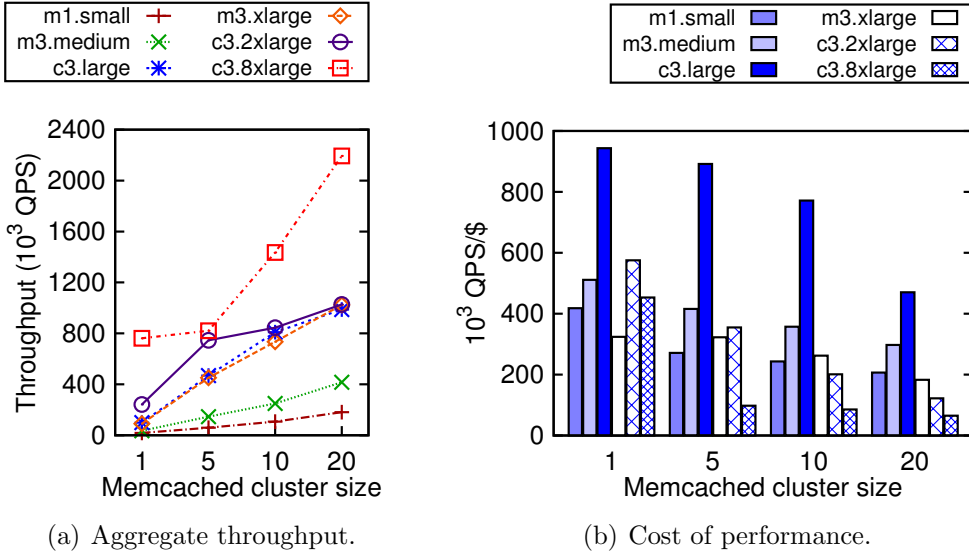 m1.small m3.xlarge
m3.medium c3.2xlarge
c3.large c3.8xlarge
Throughput (10³ QPS)
2400
2000
1600
1200
800
400
0
1 5 10 20
Memcached cluster size
(a) Aggregate throughput.
m1.small m3.xlarge
m3.medium c3.2xlarge
c3.large c3.8xlarge
10³ QPS/$
1000
800
600
400
200
0
1 5 10 20
Memcached cluster size
(b) Cost of performance.